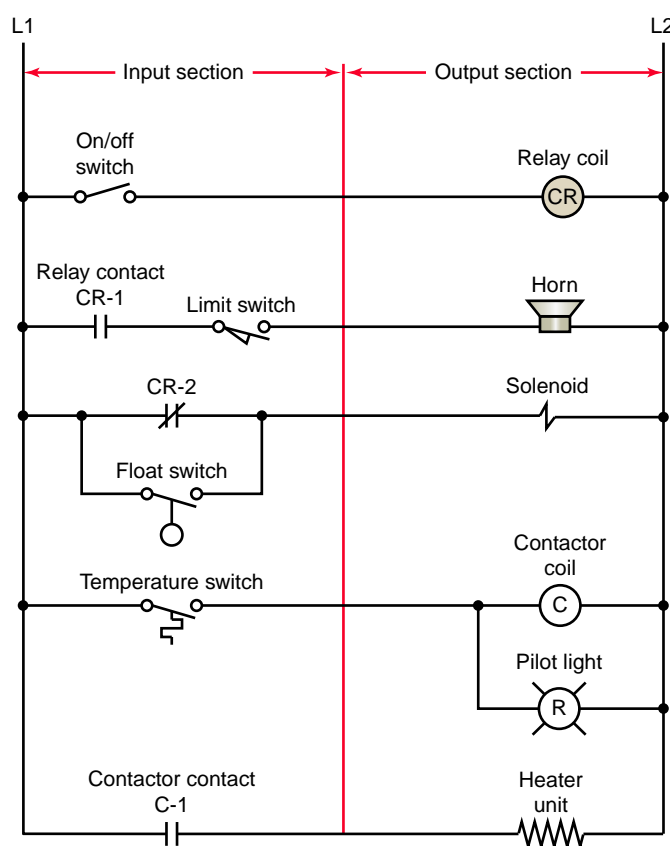 L1
L2
Input section
Output section
On/off
switch
Relay coil
CR
Relay contact
CR-1
Limit switch
Horn
CR-2
Solenoid
Float switch
Contactor
coil
Temperature switch
C
Pilot light
R
Contactor contact
C-1
Heater
unit